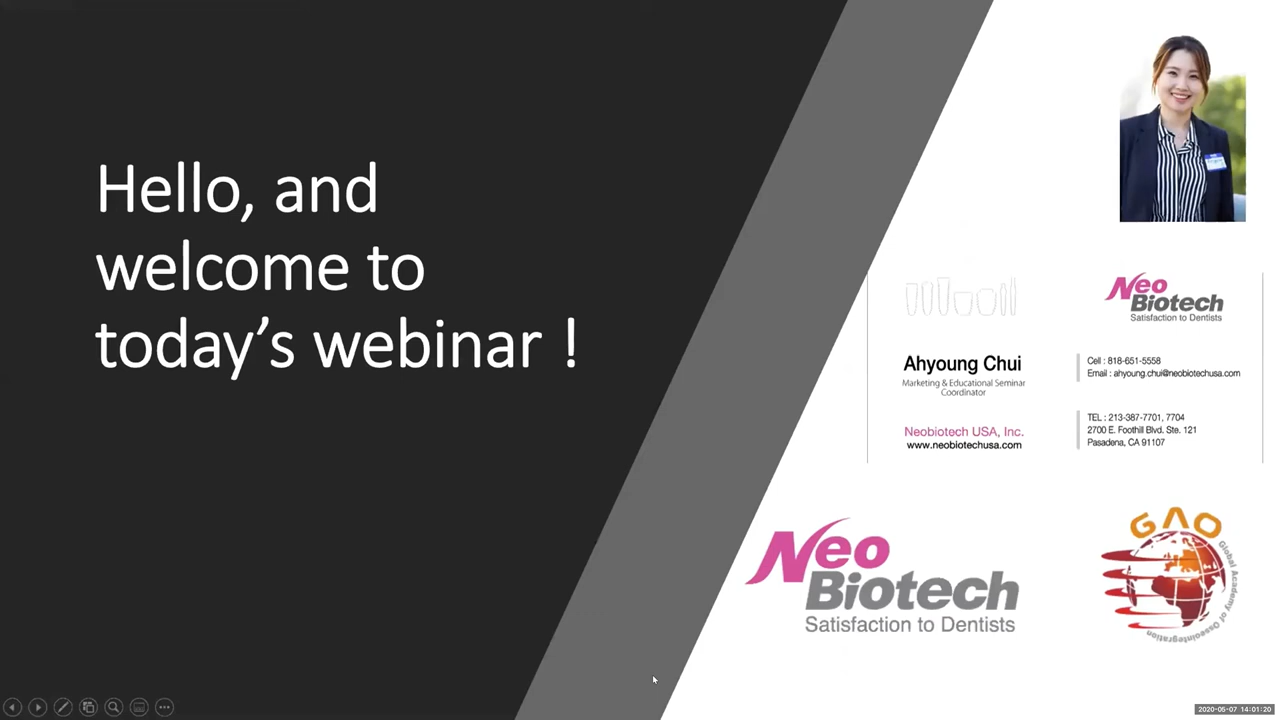 Hello, and
welcome to
today's webinar !
Neo
Biotech
Satisfaction to Dentists
Ahyoung Chui
Marketing & Educational Seminar
Coordinator
Cell : 818-651-5558
Email : ahyoung.chui@neobiotechusa.com
Neobiotech USA, Inc.
www.neobiotechusa.com
TEL : 213-387-7701, 7704
2700 E. Foothill Blvd. Ste. 121
Pasadena, CA 91107
Neo
Biotech
Satisfaction to Dentists
GAO
Global Academy of Osseointegration
2020-05-07 14:01:20